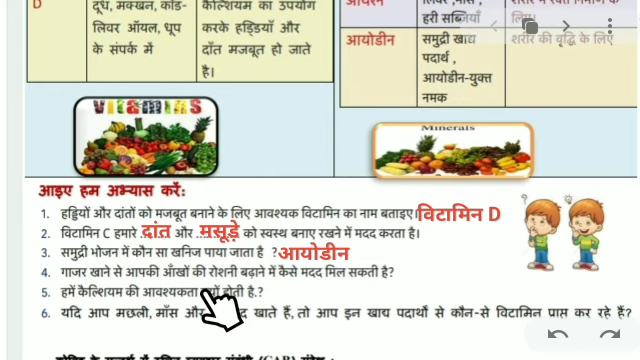 D
दूध, मक्खन, कॉड-
लिवर ऑयल, धूप
के संपर्क में
कैल्शियम का उपयोग
करके हड्डियाँ और
दाँत मजबूत हो जाते
है।
हरी सब्जियाँ
आयोडीन
समुद्री खाद्य
पदार्थ ,
आयोडीन-युक्त
नमक
शरीर की वृद्धि के लिए
VITAMINS
Minerals
आइए हम अभ्यास करें:
1. हड्डियों और दांतों को मजबूत बनाने के लिए आवश्यक विटामिन का नाम बताइए। विटामिन D
2. विटामिन C हमारे दांत और मसूड़े को स्वस्थ बनाए रखने में मदद करता है।
3. समुद्री भोजन में कौन सा खनिज पाया जाता है ? आयोडीन
4. गाजर खाने से आपकी आँखों की रोशनी बढ़ाने में कैसे मदद मिल सकती है?
5. हमें कैल्शियम की आवश्यकता क्यों होती है.?
6. यदि आप मछली, माँस और खाते हैं, तो आप इन खाद्य पदार्थों से कौन-से विटामिन प्राप्त कर रहे हैं?